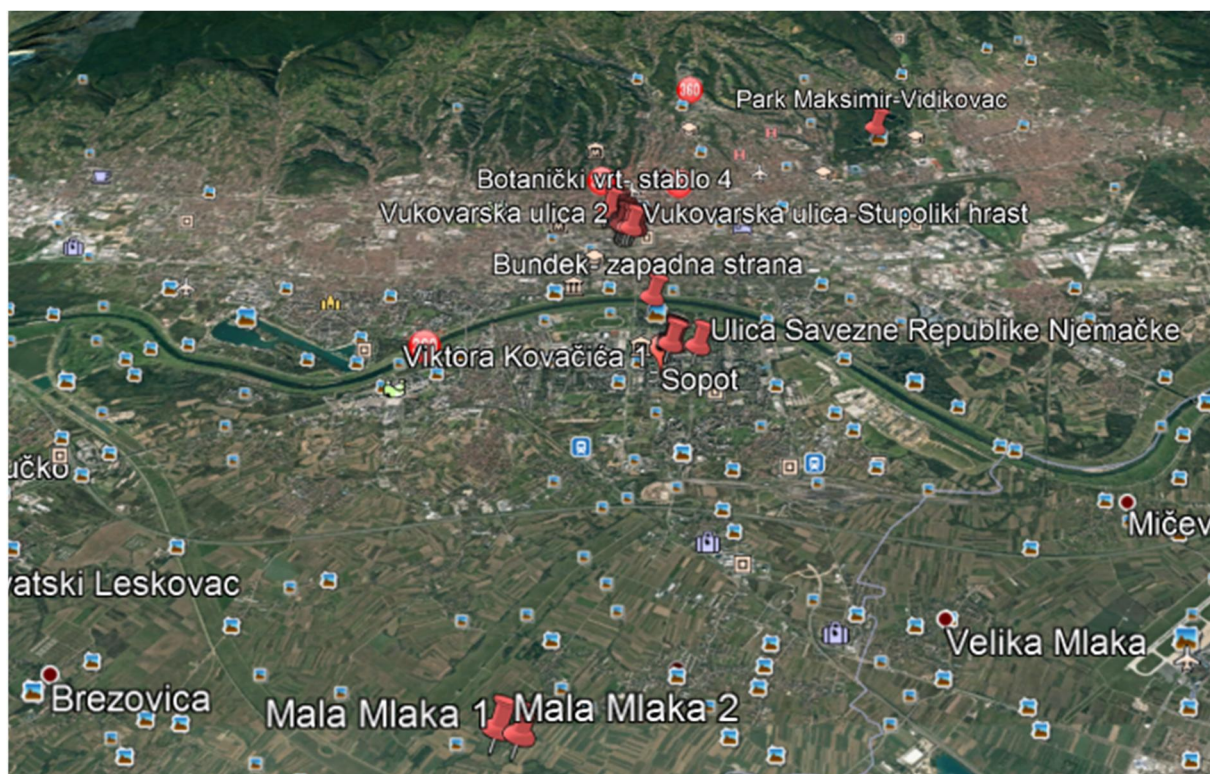 360
Park Maksimir-Vidikovac
Botanički vrt- stablo 4
Vukovarska ulica 2
Vukovarska ulica-Stupoliki hrast
Bundek- zapadna strana
Ulica Savezne Republike Njemačke
Viktora Kovačića 1
Sopot
učko
Mičev
vatski Leskovac
Velika Mlaka
Brezovica
Mala Mlaka 1
Mala Mlaka 2